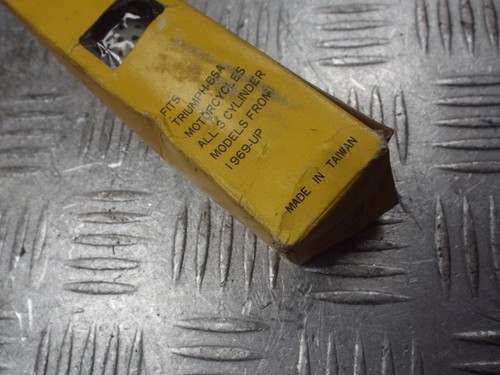 FITS
TRIUMPH-BSA
MOTORCYCLES
ALL 3 CYLINDER
MODELS FROM
1969-UP
MADE IN TAIWAN